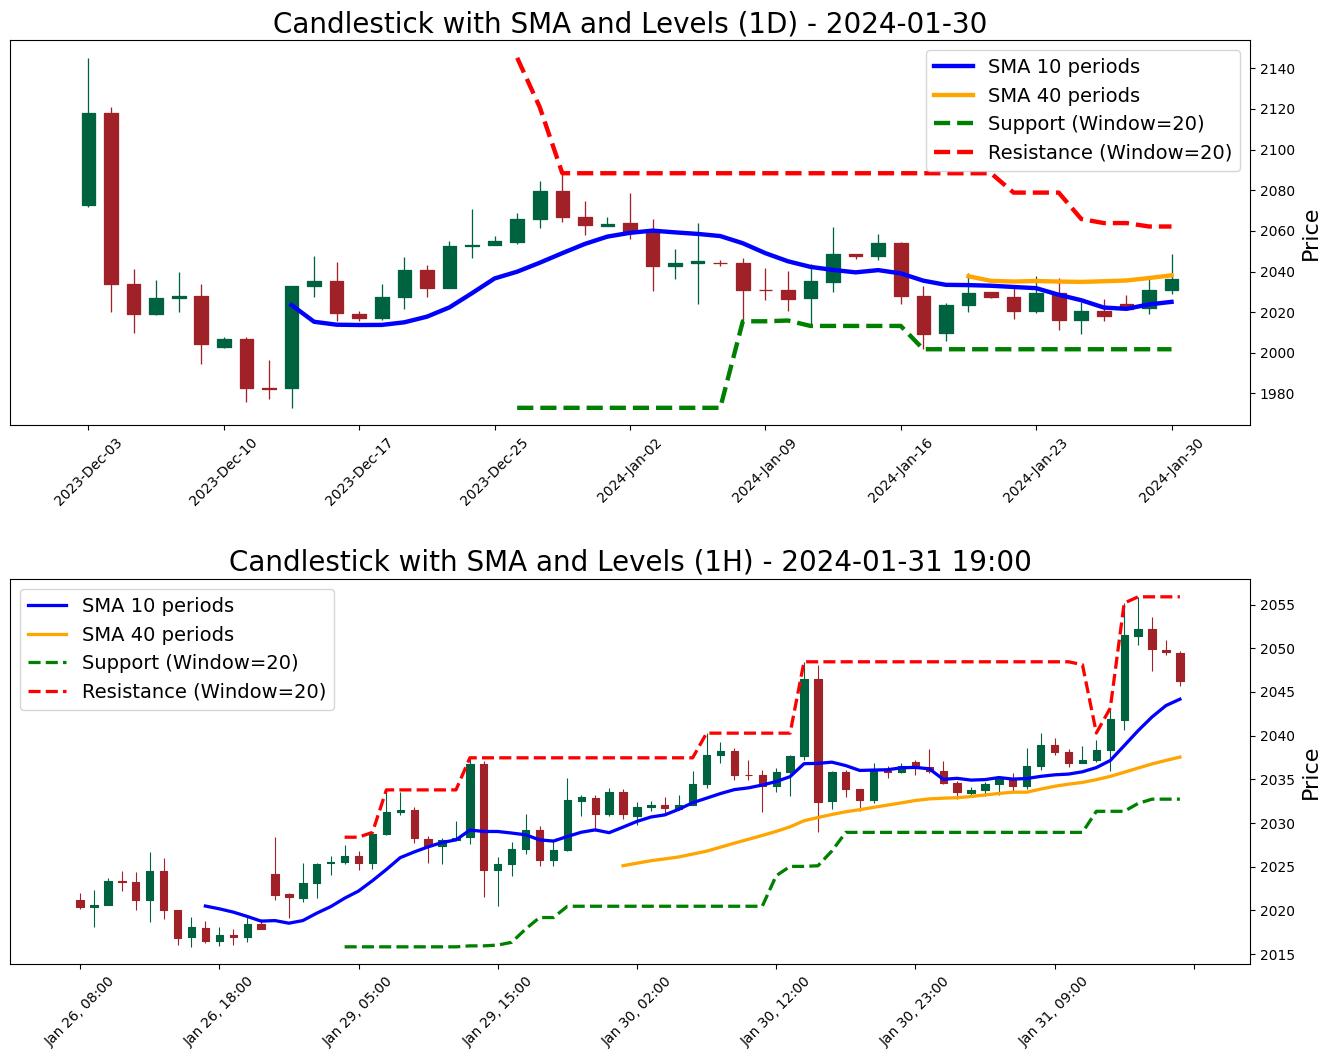 Candlestick with SMA and Levels (1D) - 2024-01-30
SMA 10 periods
SMA 40 periods
Support (Window=20)
Resistance (Window=20)
2140
2120
2100
2080
2060
2040
2020
2000
1980
Price
2023-Dec-03
2023-Dec-10
2023-Dec-17
2023-Dec-25
2024-Jan-02
2024-Jan-09
2024-Jan-16
2024-Jan-23
2024-Jan-30
Candlestick with SMA and Levels (1H) - 2024-01-31 19:00
SMA 10 periods
SMA 40 periods
Support (Window=20)
Resistance (Window=20)
2055
2050
2045
2040
2035
2030
2025
2020
2015
Price
Jan 26, 08:00
Jan 26, 18:00
Jan 29, 05:00
Jan 29, 15:00
Jan 30, 02:00
Jan 30, 12:00
Jan 30, 23:00
Jan 31, 09:00